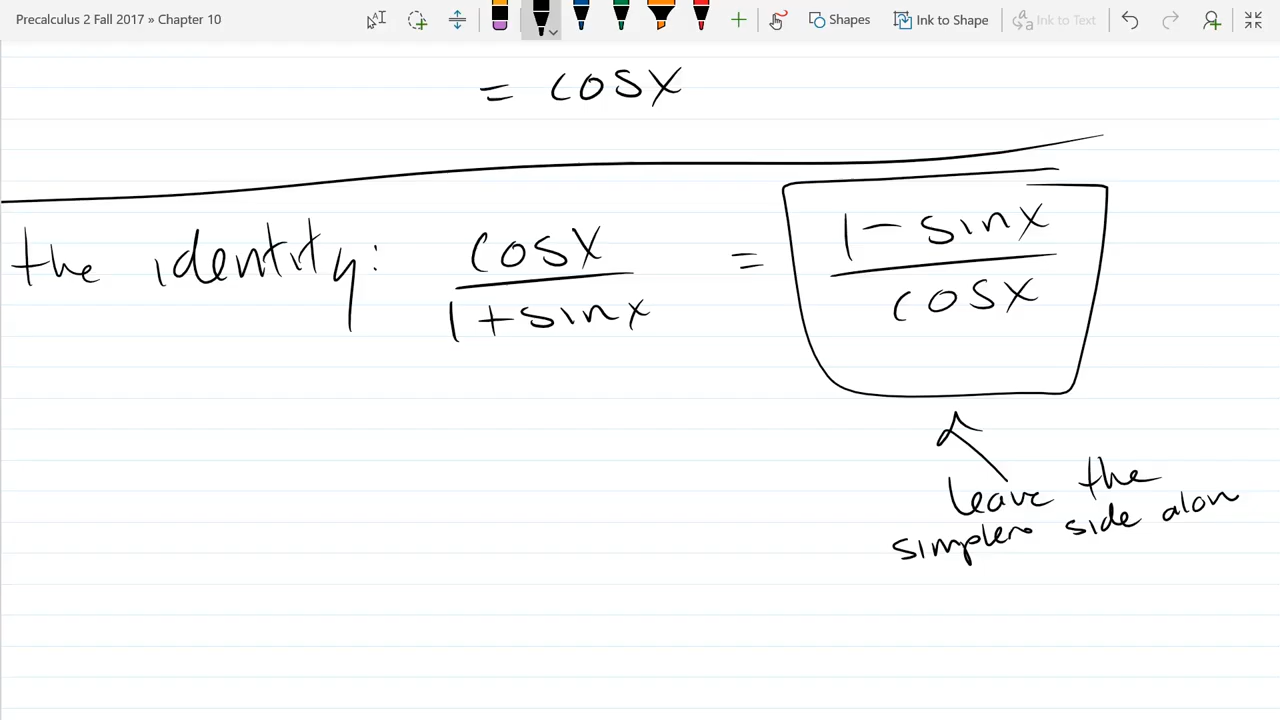 Precalculus 2 Fall 2017 » Chapter 10
Shapes
Ink to Shape
Ink to Text
= cosx
the identity: cosx/(1+sinx) = (1-sinx)/cosx
leave the
simpler side alon